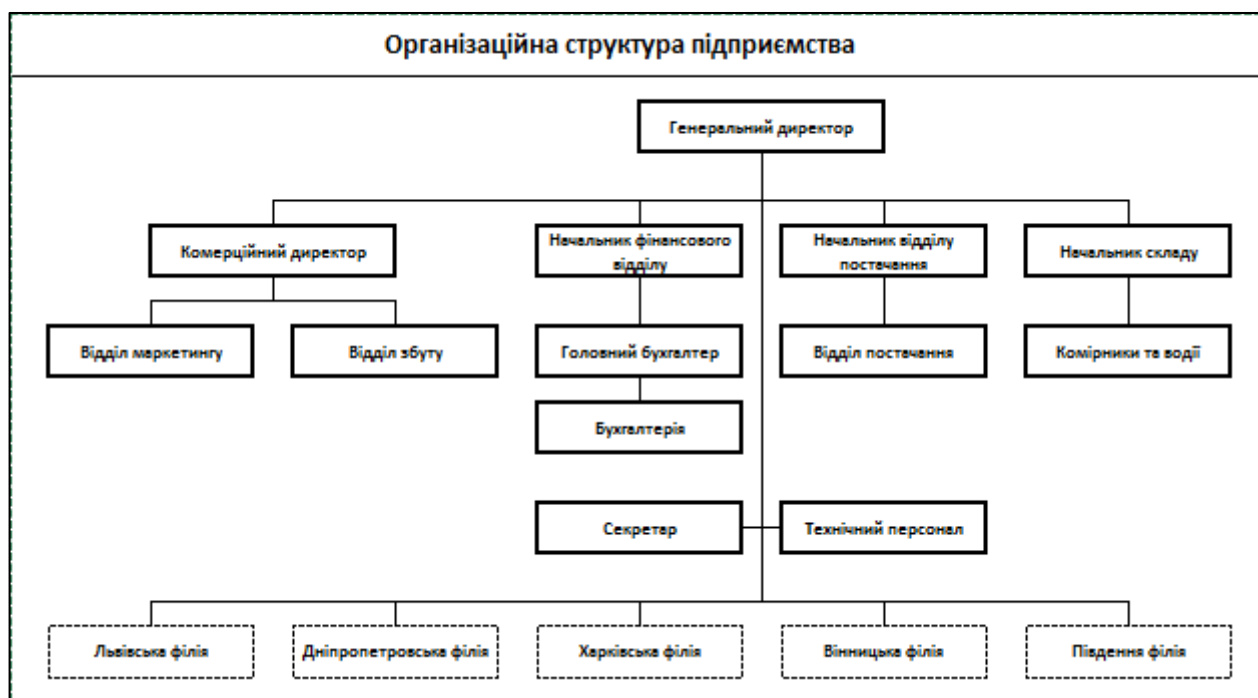 Організаційна структура підприємства
Генеральний директор
Комерційний директор
Начальник фінансового
відділу
Начальник відділу
постачання
Начальник складу
Відділ маркетингу
Відділ збуту
Головний бухгалтер
Відділ постачання
Комірники та водії
Бухгалтерія
Секретар
Технічний персонал
Львівська філія
Дніпропетровська філія
Харківська філія
Вінницька філія
Південня філія